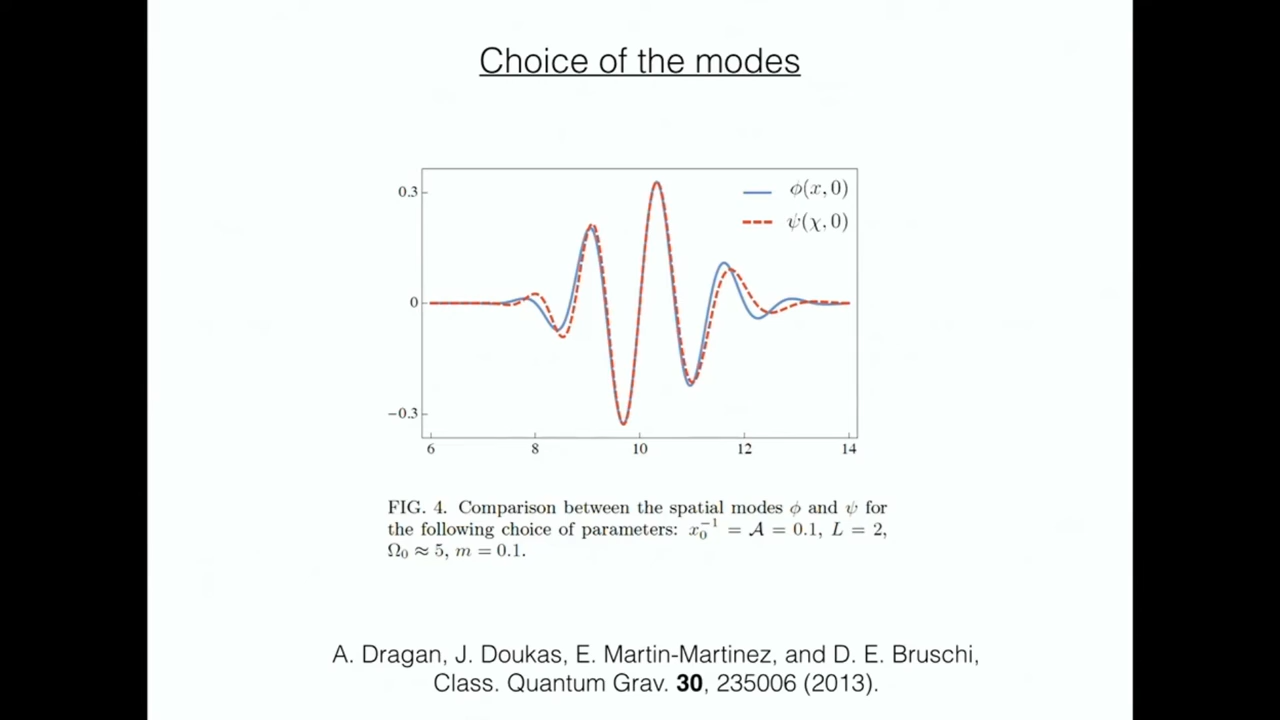 Choice of the modes
0.3
0
−0.3
6 8 10 12 14
ϕ(x, 0)
ψ(χ, 0)
FIG. 4. Comparison between the spatial modes ϕ and ψ for
the following choice of parameters: x₀⁻¹ = 𝒜 = 0.1, L = 2,
Ω₀ ≈ 5, m = 0.1.
A. Dragan, J. Doukas, E. Martin-Martinez, and D. E. Bruschi,
Class. Quantum Grav. 30, 235006 (2013).